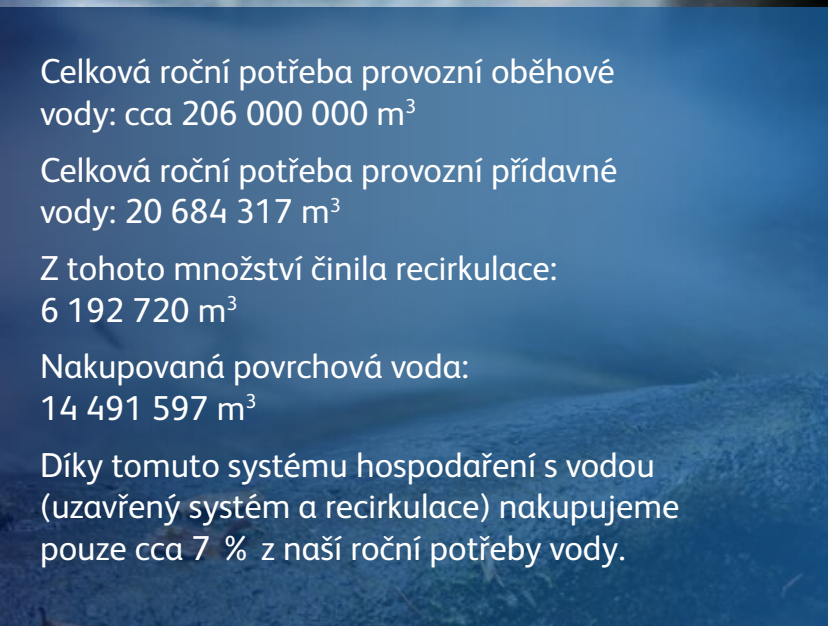 Celková roční potřeba provozní oběhové
vody: cca 206 000 000 m³
Celková roční potřeba provozní přídavné
vody: 20 684 317 m³
Z tohoto množství činila recirkulace:
6 192 720 m³
Nakupovaná povrchová voda:
14 491 597 m³
Díky tomuto systému hospodaření s vodou
(uzavřený systém a recirkulace) nakupujeme
pouze cca 7 % z naší roční potřeby vody.